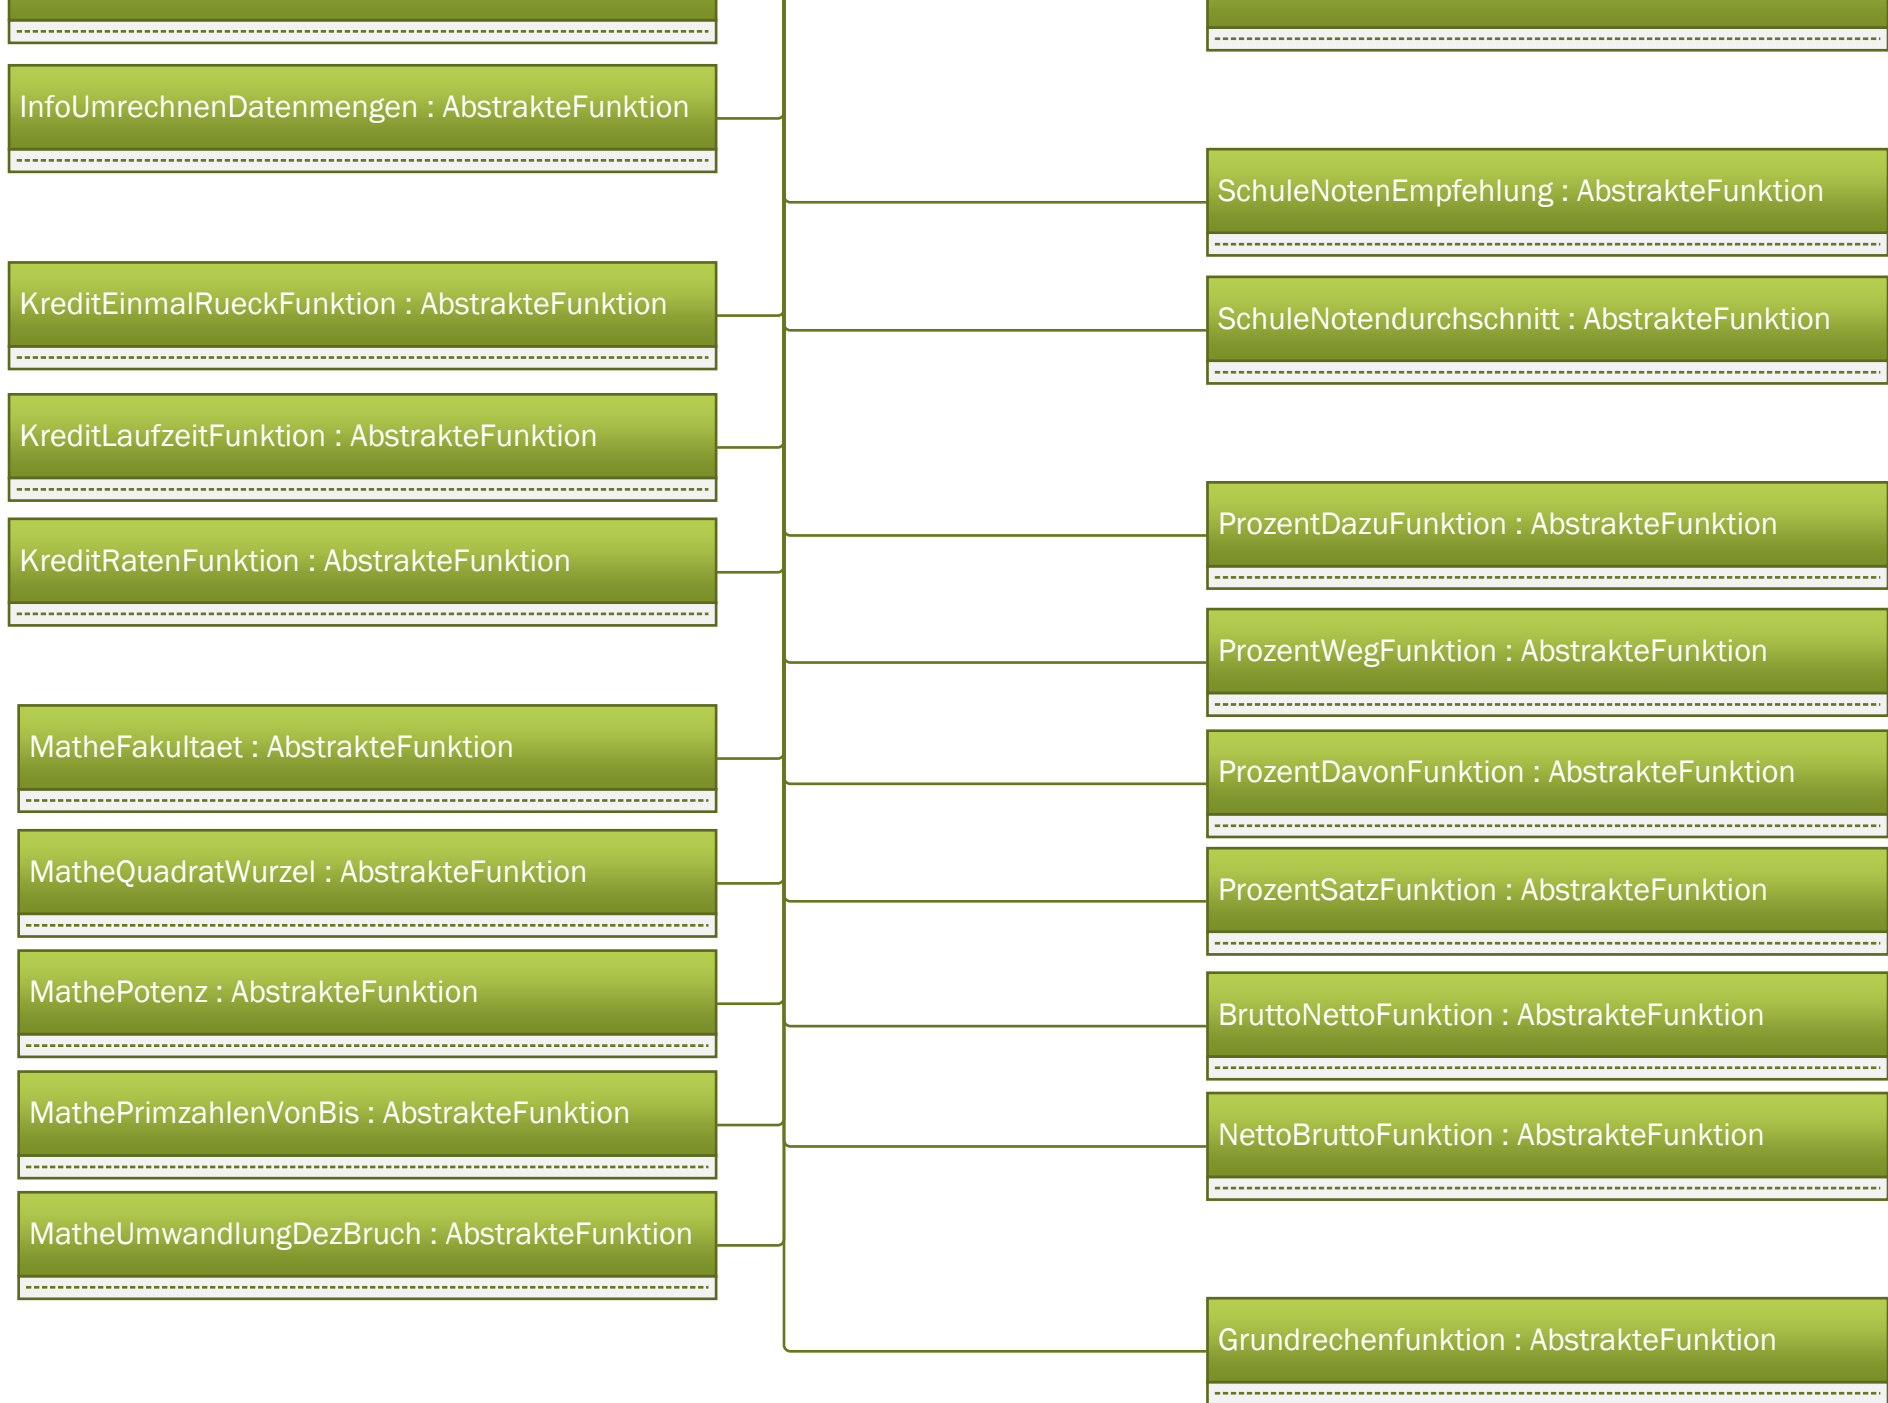 InfoUmrechnenDatenmengen : AbstrakteFunktion
KreditEinmalRueckFunktion : AbstrakteFunktion
KreditLaufzeitFunktion : AbstrakteFunktion
KreditRatenFunktion : AbstrakteFunktion
MatheFakultaet : AbstrakteFunktion
MatheQuadratWurzel : AbstrakteFunktion
MathePotenz : AbstrakteFunktion
MathePrimzahlenVonBis : AbstrakteFunktion
MatheUmwandlungDezBruch : AbstrakteFunktion
SchuleNotenEmpfehlung : AbstrakteFunktion
SchuleNotendurchschnitt : AbstrakteFunktion
ProzentDazuFunktion : AbstrakteFunktion
ProzentWegFunktion : AbstrakteFunktion
ProzentDavonFunktion : AbstrakteFunktion
ProzentSatzFunktion : AbstrakteFunktion
BruttoNettoFunktion : AbstrakteFunktion
NettoBruttoFunktion : AbstrakteFunktion
Grundrechenfunktion : AbstrakteFunktion